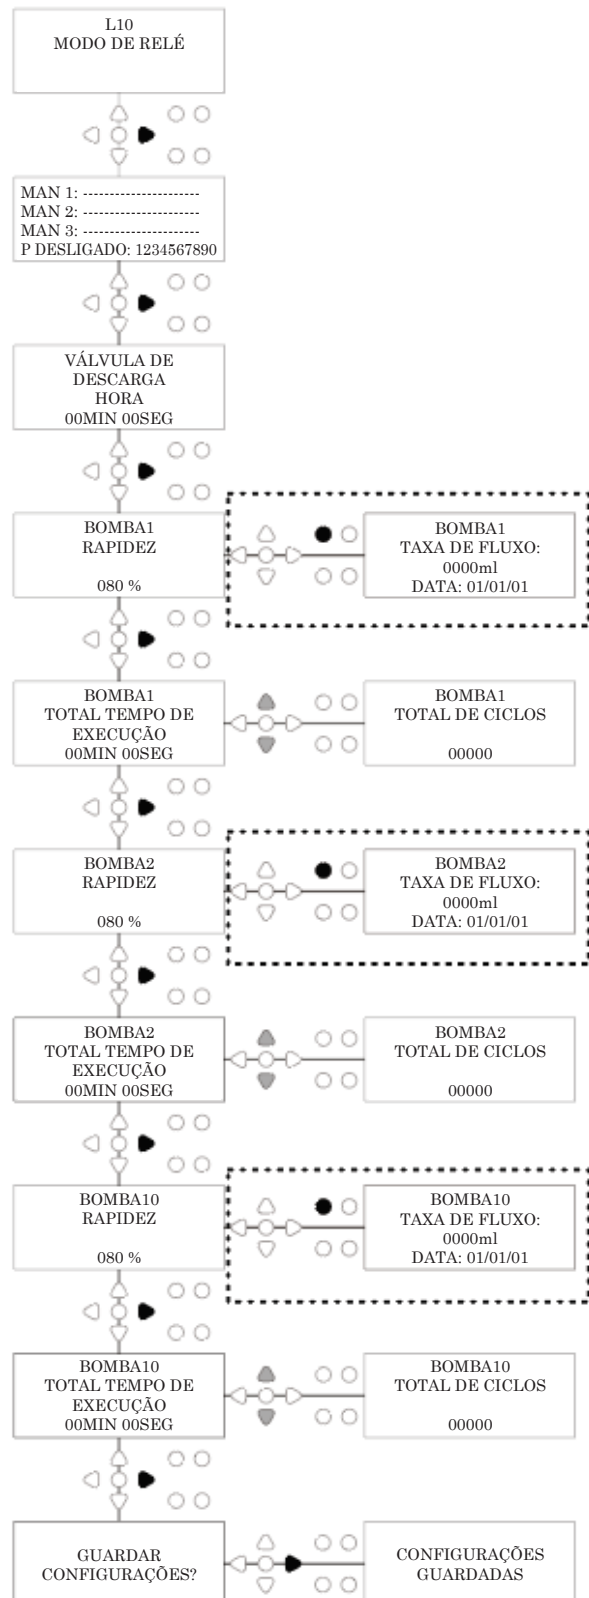 L10
MODO DE RELÉ
MAN 1: ----------------------
MAN 2: ----------------------
MAN 3: ----------------------
P DESLIGADO: 1234567890
VÁLVULA DE
DESCARGA
HORA
00MIN 00SEG
BOMBA1
RAPIDEZ
080 %
BOMBA1
TAXA DE FLUXO:
0000ml
DATA: 01/01/01
BOMBA1
TOTAL TEMPO DE
EXECUÇÃO
00MIN 00SEG
BOMBA1
TOTAL DE CICLOS
00000
BOMBA2
RAPIDEZ
080 %
BOMBA2
TAXA DE FLUXO:
0000ml
DATA: 01/01/01
BOMBA2
TOTAL TEMPO DE
EXECUÇÃO
00MIN 00SEG
BOMBA2
TOTAL DE CICLOS
00000
BOMBA10
RAPIDEZ
080 %
BOMBA10
TAXA DE FLUXO:
0000ml
DATA: 01/01/01
BOMBA10
TOTAL TEMPO DE
EXECUÇÃO
00MIN 00SEG
BOMBA10
TOTAL DE CICLOS
00000
GUARDAR
CONFIGURAÇÕES?
CONFIGURAÇÕES
GUARDADAS